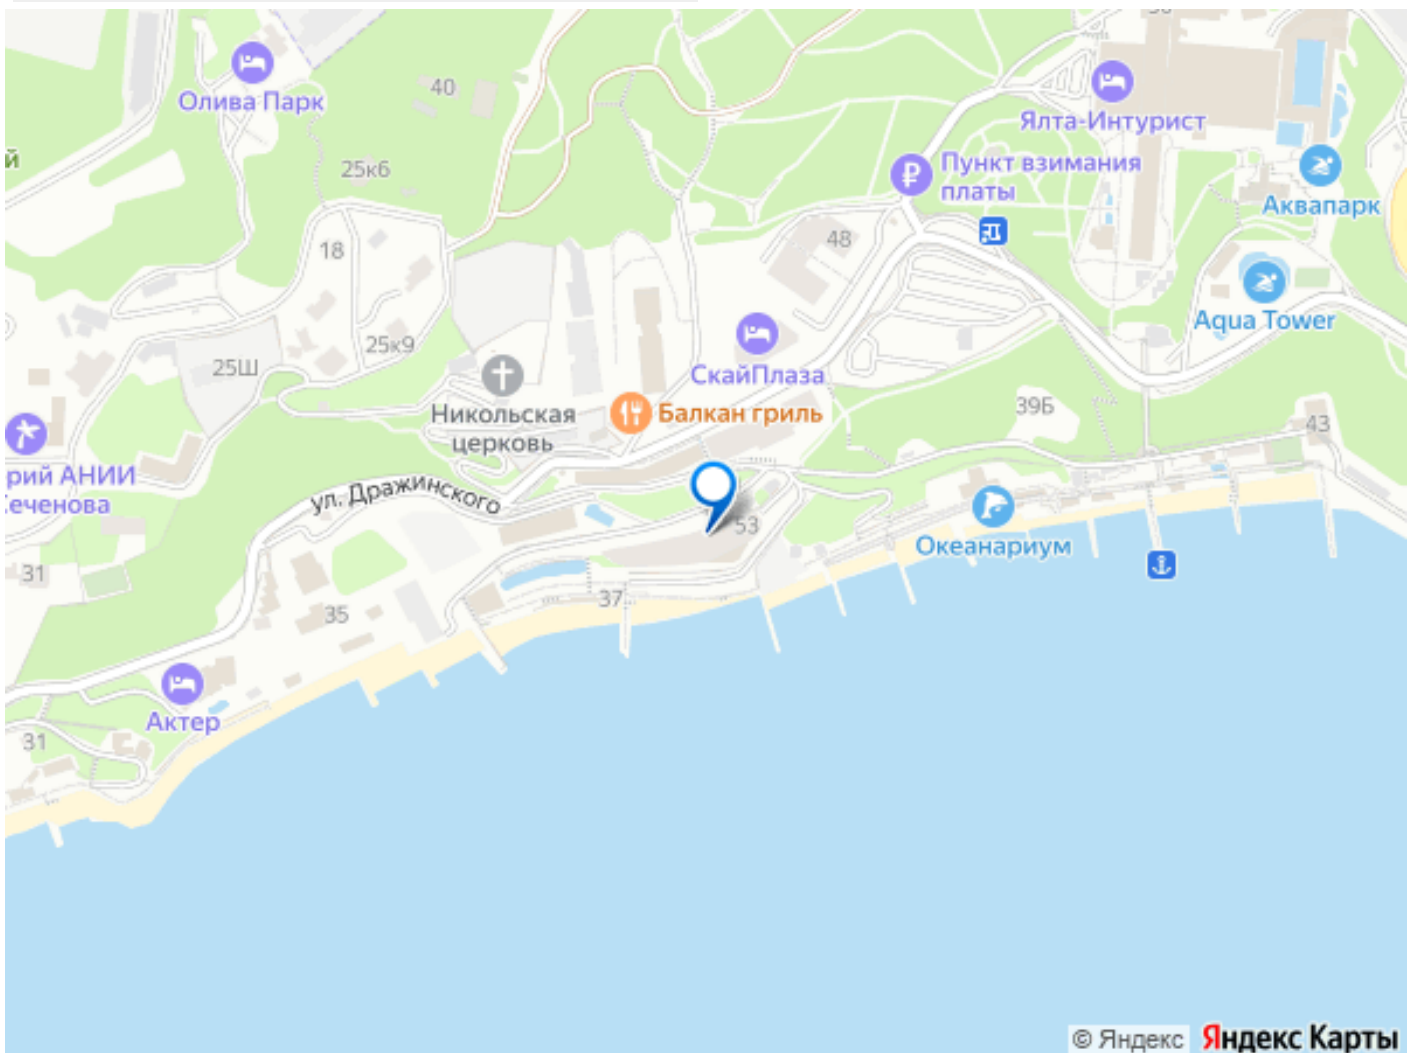 Олива Парк
40
Ялта-Интурист
й
25к6
Пункт взимания
платы
Аквапарк
18
48
Aqua Tower
25к9
25Ш
СкайПлаза
Никольская
церковь
Балкан гриль
39Б
43
рий АНИИ
еченова
ул. Дражинского
53
Океанариум
31
35
37
Актер
31
© Яндекс Яндекс Карты